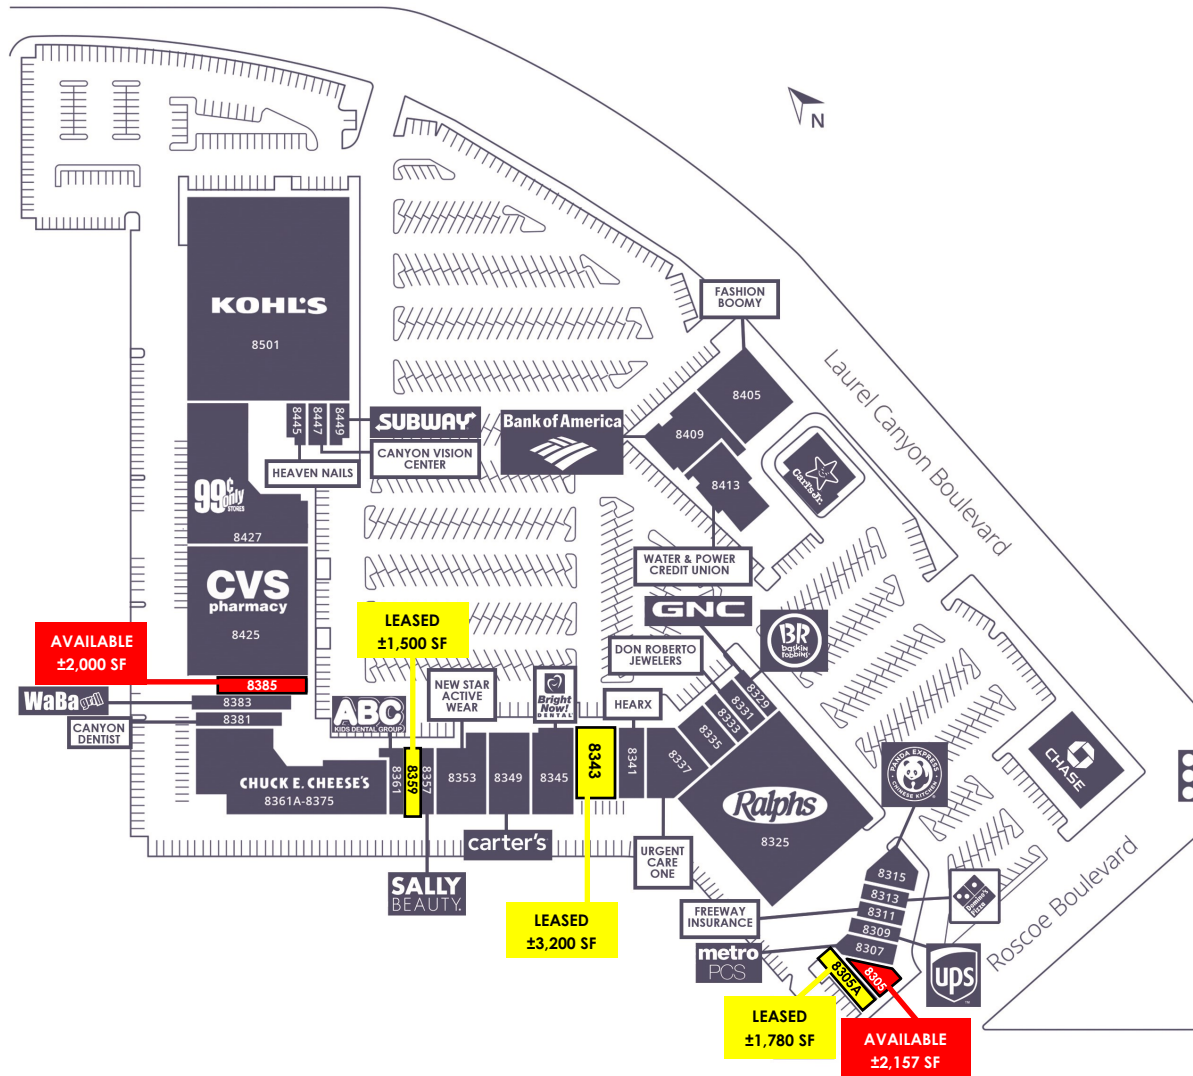 N
KOHL'S
8501
FASHION
BOOMY
Laurel Canyon Boulevard
8405
8445
8447
8449
SUBWAY
CANYON VISION
CENTER
HEAVEN NAILS
Bank of America
8409
8413
Carl's Jr.
99¢
only
STORES
8427
WATER & POWER
CREDIT UNION
CVS
pharmacy
8425
AVAILABLE
±2,000 SF
8385
LEASED
±1,500 SF
GNC
BR
baskin
robbins
DON ROBERTO
JEWELERS
WaBa grill
8383
CANYON
DENTIST
8381
ABC
KIDS DENTAL GROUP
NEW STAR
ACTIVE
WEAR
Bright
Now!
DENTAL
HEARX
8329
8331
8333
8335
8337
CHUCK E. CHEESE'S
8361A-8375
8361
8359
8357
8353
8349
8345
8343
8341
Ralphs
8325
PANDA EXPRESS
CHINESE KITCHEN
CHASE
Roscoe Boulevard
carter's
URGENT
CARE
ONE
SALLY
BEAUTY
LEASED
±3,200 SF
8315
8313
8311
8309
8307
Domino's
Pizza
FREEWAY
INSURANCE
metro
PCS
8305A
8305
ups
LEASED
±1,780 SF
AVAILABLE
±2,157 SF